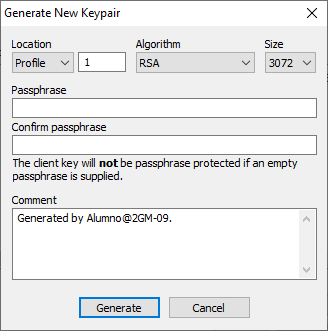 Generate New Keypair
Location Algorithm Size
Profile 1 RSA 3072
Passphrase
Confirm passphrase
The client key will not be passphrase protected if an empty
passphrase is supplied.
Comment
Generated by Alumno@2GM-09.
Generate Cancel